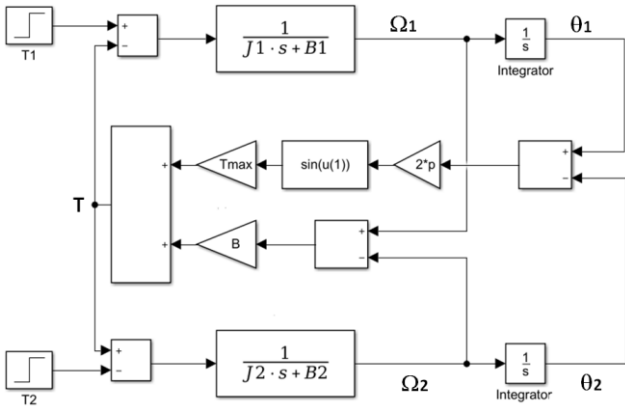 T1
+
−
1
J1 · s + B1
Ω1
1
s
Integrator
θ1
+
Tmax
sin(u(1))
2*p
+
−
T
+
B
+
−
T2
+
−
1
J2 · s + B2
Ω2
1
s
Integrator
θ2